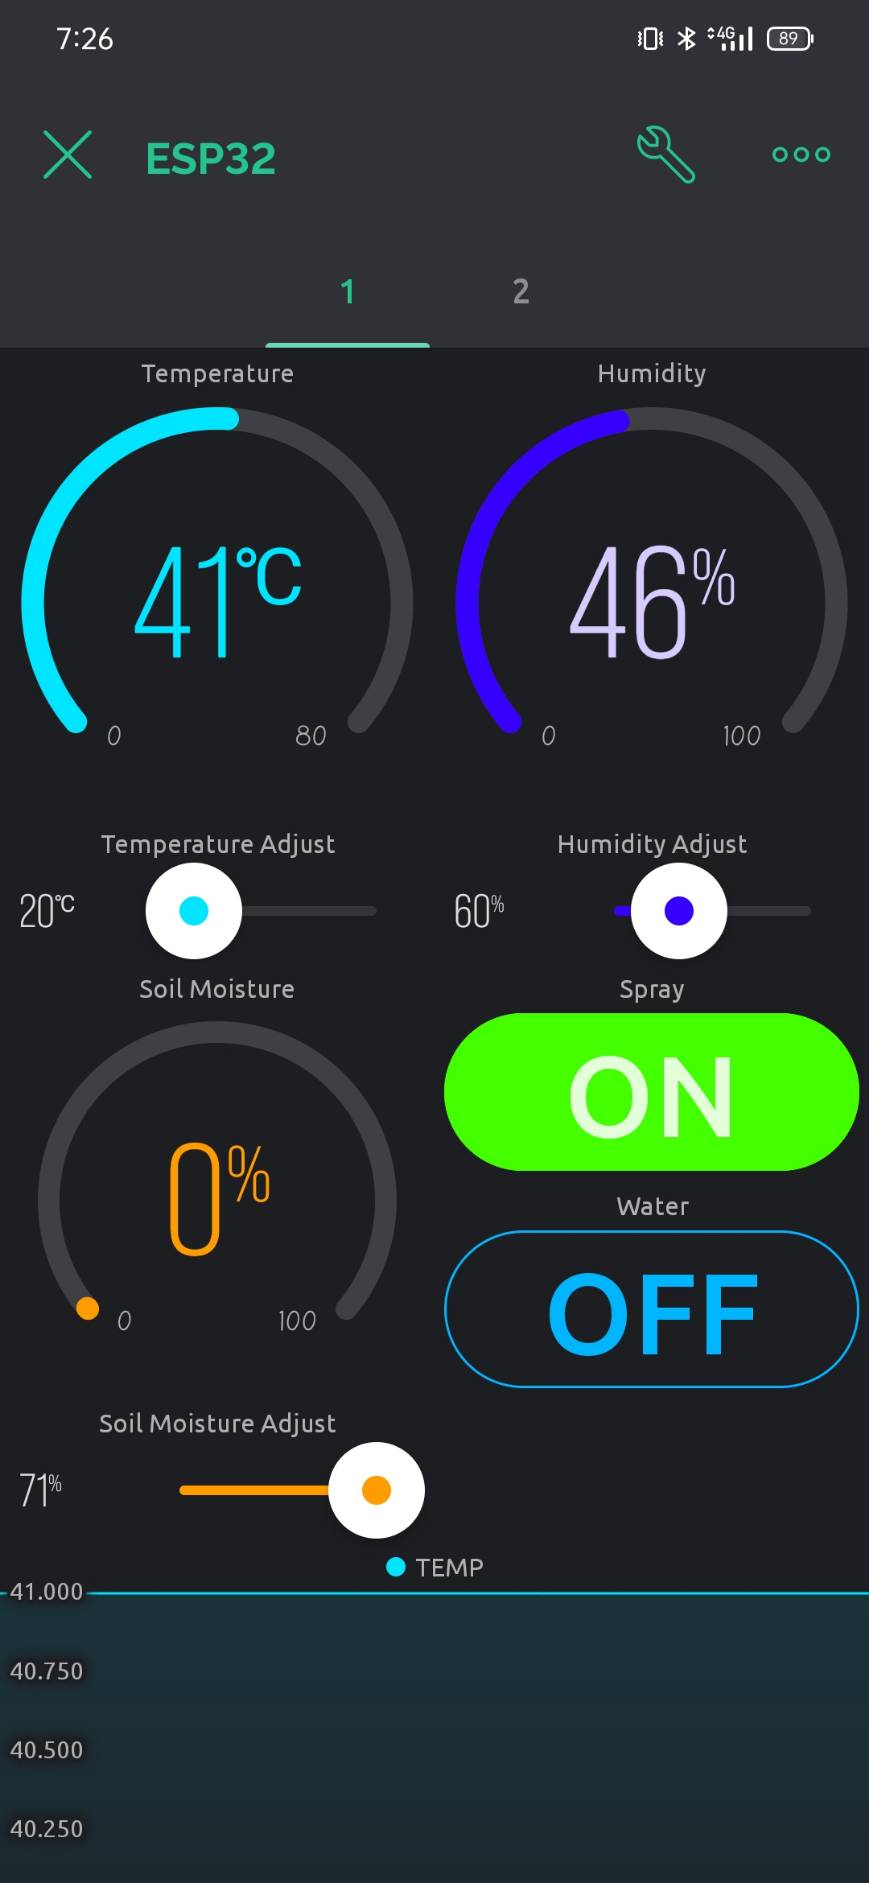 7:26
4G
89
ESP32
1 2
Temperature Humidity
41°C 46%
0 80 0 100
Temperature Adjust Humidity Adjust
20°C 60%
Soil Moisture Spray
ON
0%
Water
0 100 OFF
Soil Moisture Adjust
71%
TEMP
41.000
40.750
40.500
40.250